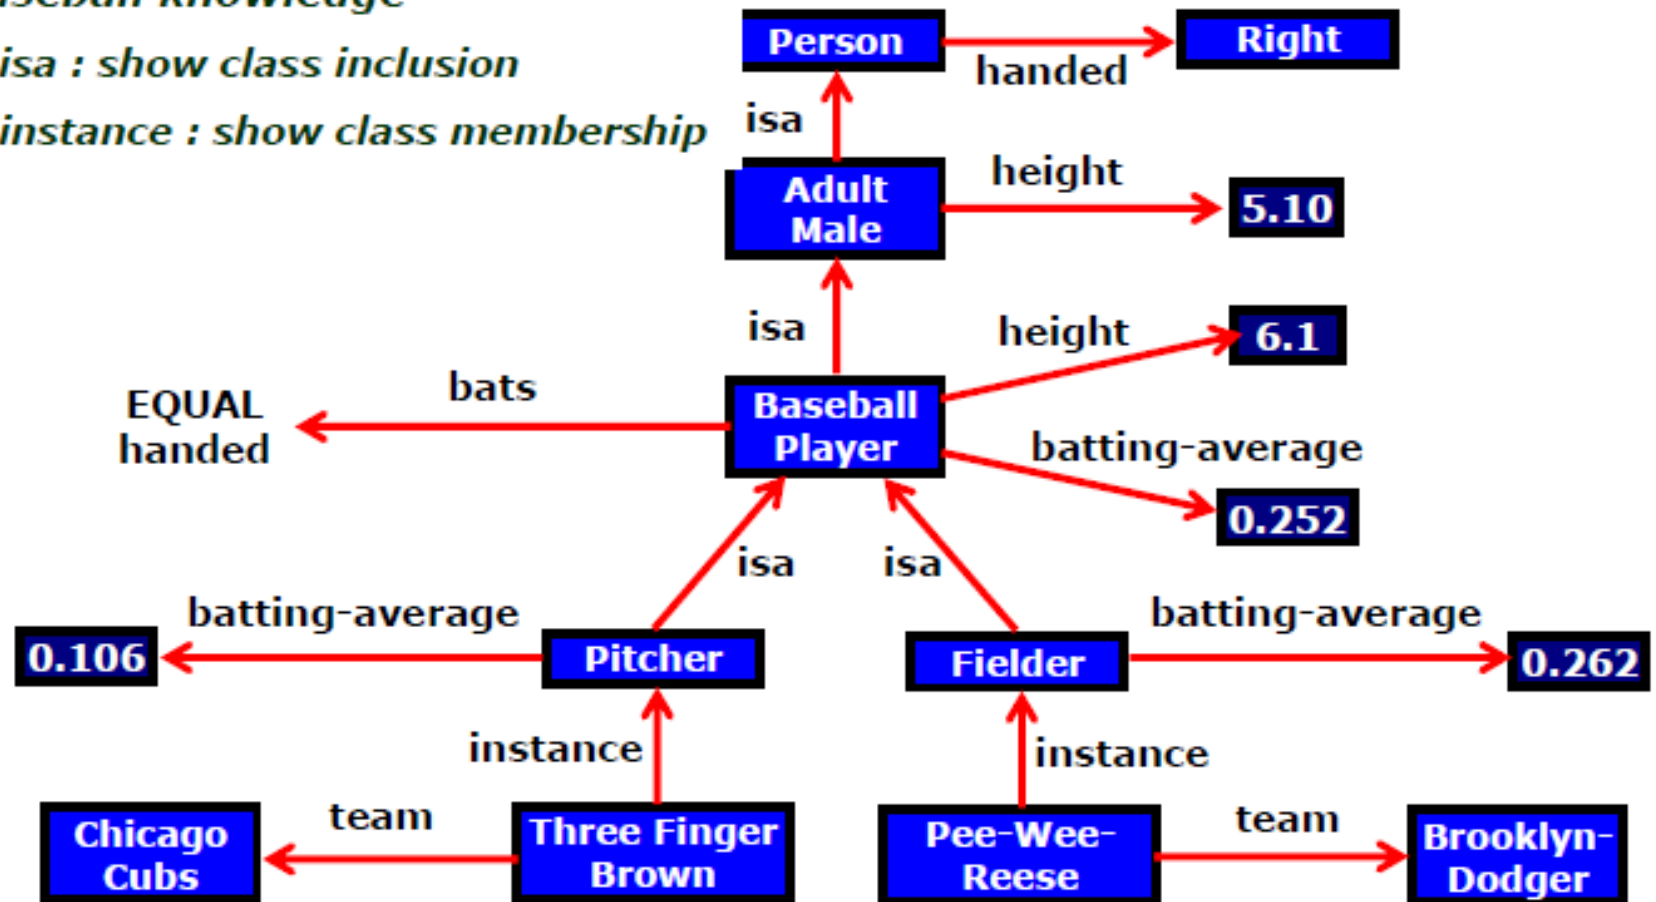 isa : show class inclusion
instance : show class membership
Person
handed
Right
isa
Adult
Male
height
5.10
isa
height
6.1
EQUAL
handed
bats
Baseball
Player
batting-average
0.252
isa
isa
0.106
batting-average
Pitcher
Fielder
batting-average
0.262
instance
instance
Chicago
Cubs
team
Three Finger
Brown
Pee-Wee-
Reese
team
Brooklyn-
Dodger